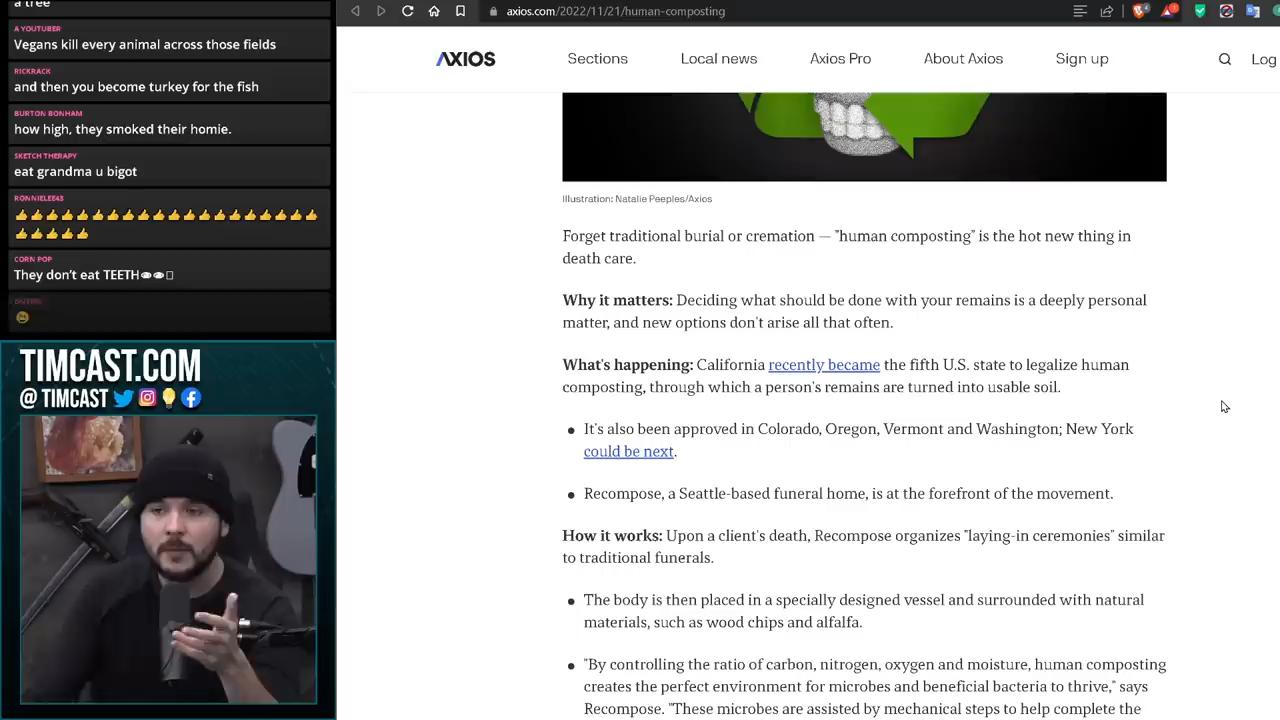 a tree
A YOUTUBER
Vegans kill every animal across those fields
RICKRACK
and then you become turkey for the fish
BURTON BONHAM
how high, they smoked their homie.
SKETCH THERAPY
eat grandma u bigot
RONNIELEE43
👍👍👍👍👍👍👍👍👍👍👍👍👍👍👍👍👍👍👍👍
👍👍👍👍👍
CORN POP
They don't eat TEETH
TIMCAST.COM
@ TIMCAST
axios.com/2022/11/21/human-composting
AXIOS
Sections
Local news
Axios Pro
About Axios
Sign up
Log
Illustration: Natalie Peeples/Axios
Forget traditional burial or cremation — "human composting" is the hot new thing in
death care.
Why it matters: Deciding what should be done with your remains is a deeply personal
matter, and new options don't arise all that often.
What's happening: California recently became the fifth U.S. state to legalize human
composting, through which a person's remains are turned into usable soil.
• It's also been approved in Colorado, Oregon, Vermont and Washington; New York
could be next.
• Recompose, a Seattle-based funeral home, is at the forefront of the movement.
How it works: Upon a client's death, Recompose organizes "laying-in ceremonies" similar
to traditional funerals.
• The body is then placed in a specially designed vessel and surrounded with natural
materials, such as wood chips and alfalfa.
• "By controlling the ratio of carbon, nitrogen, oxygen and moisture, human composting
creates the perfect environment for microbes and beneficial bacteria to thrive," says
Recompose. "These microbes are assisted by mechanical steps to help complete the